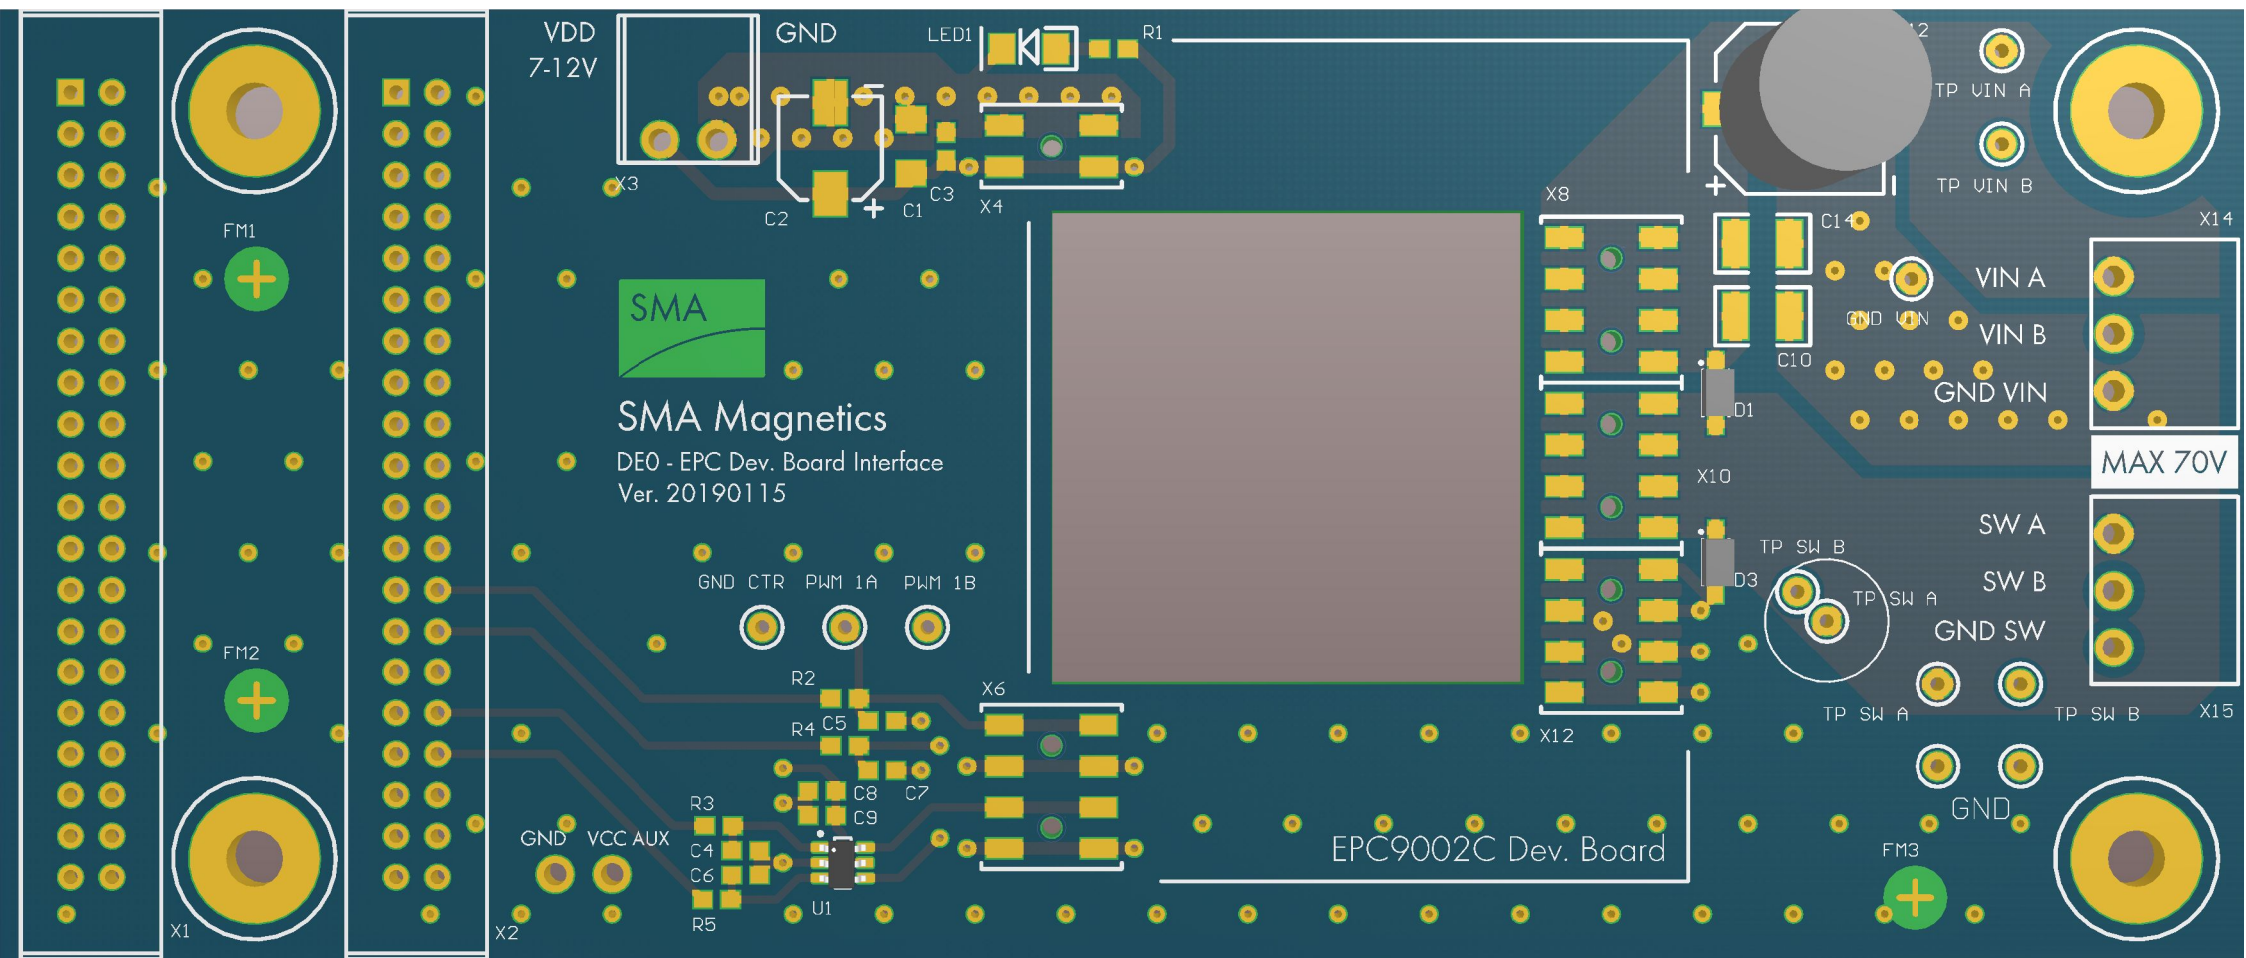 VDD
7-12V
GND
LED1
R1
12
TP VIN A
TP VIN B
X3
C2
C1
C3
X4
X8
C14
X14
FM1
VIN A
GND VIN
VIN B
C10
GND VIN
D1
SMA
SMA Magnetics
DE0 - EPC Dev. Board Interface
Ver. 20190115
MAX 70V
X10
SW A
TP SW B
D3
SW B
TP SW A
GND SW
GND CTR
PWM 1A
PWM 1B
FM2
R2
X6
C5
R4
X12
TP SW A
TP SW B
X15
C7
C8
C9
R3
GND
GND
VCC AUX
C4
C6
EPC9002C Dev. Board
FM3
U1
R5
X1
X2